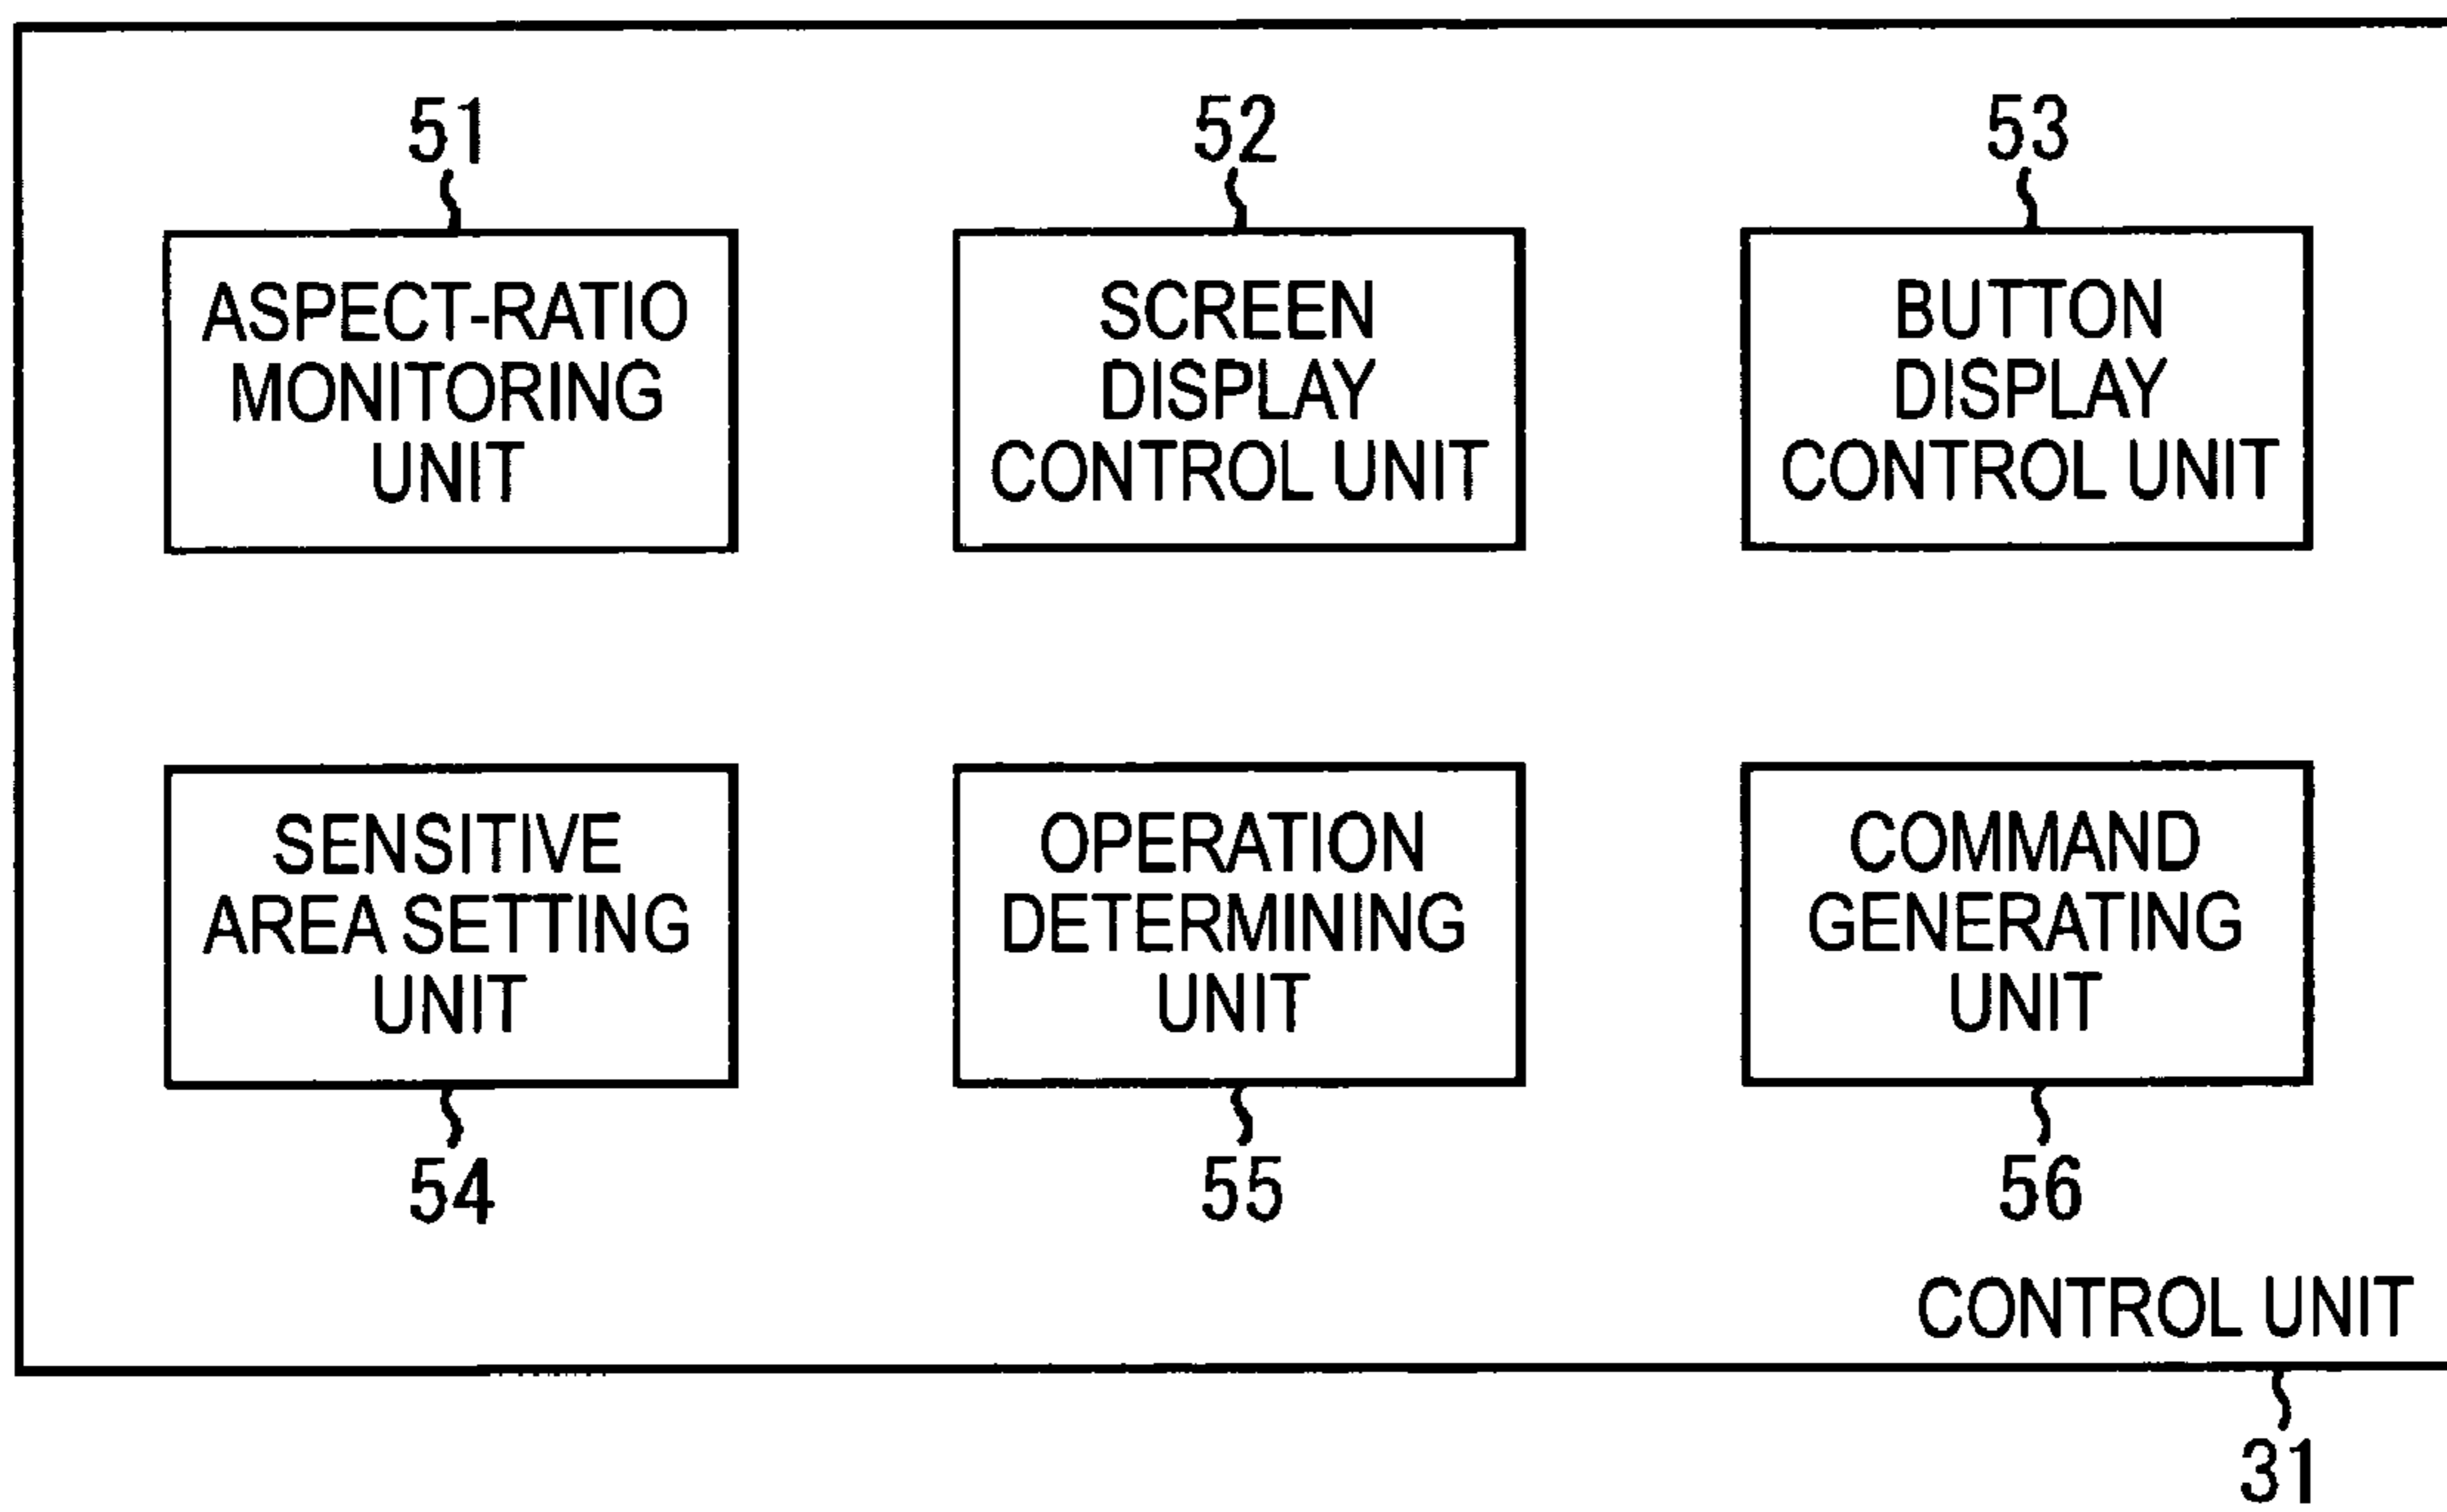 51
52
53
ASPECT-RATIO
MONITORING
UNIT
SCREEN
DISPLAY
CONTROL UNIT
BUTTON
DISPLAY
CONTROL UNIT
SENSITIVE
AREA SETTING
UNIT
OPERATION
DETERMINING
UNIT
COMMAND
GENERATING
UNIT
54
55
56
CONTROL UNIT
31